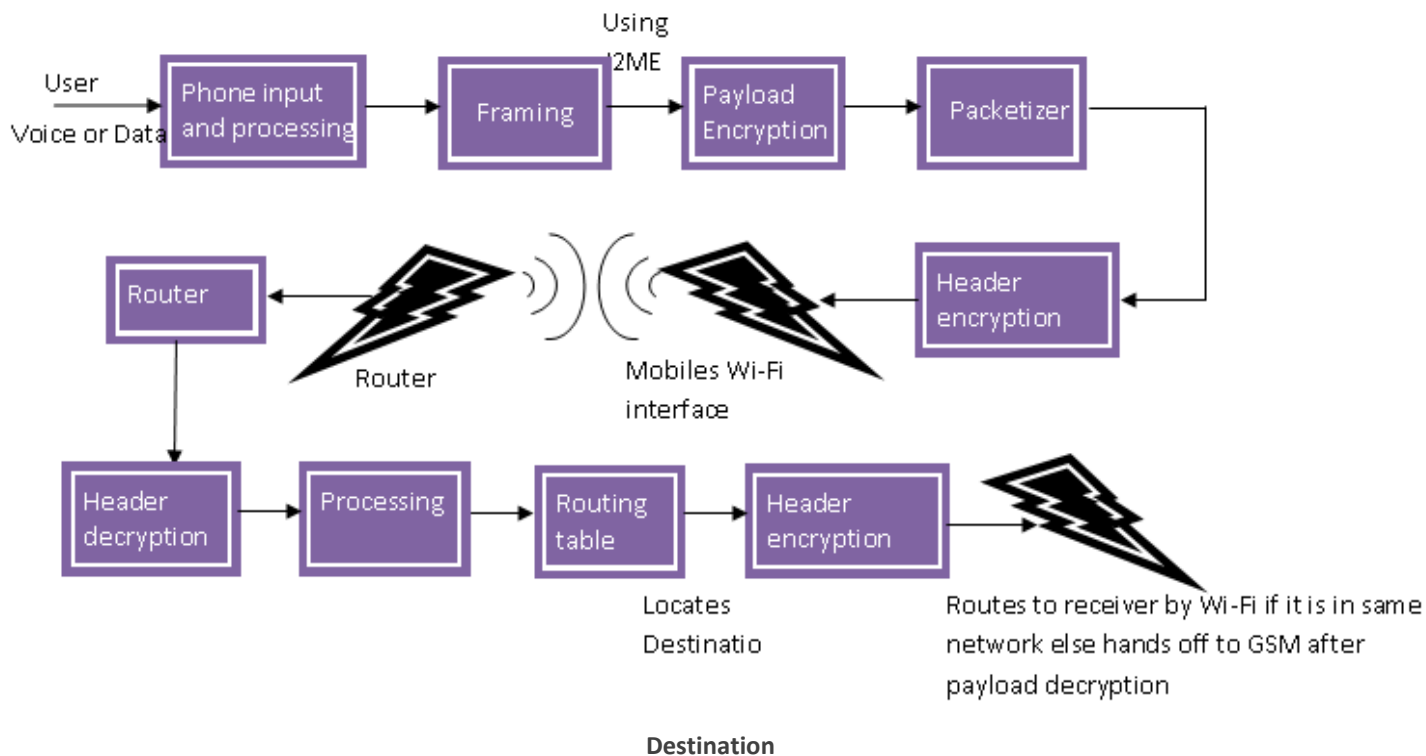 Using
J2ME
User
Voice or Data
Phone input
and processing
Framing
Payload
Encryption
Packetizer
Router
Router
Mobiles Wi-Fi
interface
Header
encryption
Header
decryption
Processing
Routing
table
Header
encryption
Locates
Destinatio
Routes to receiver by Wi-Fi if it is in same
network else hands off to GSM after
payload decryption
Destination